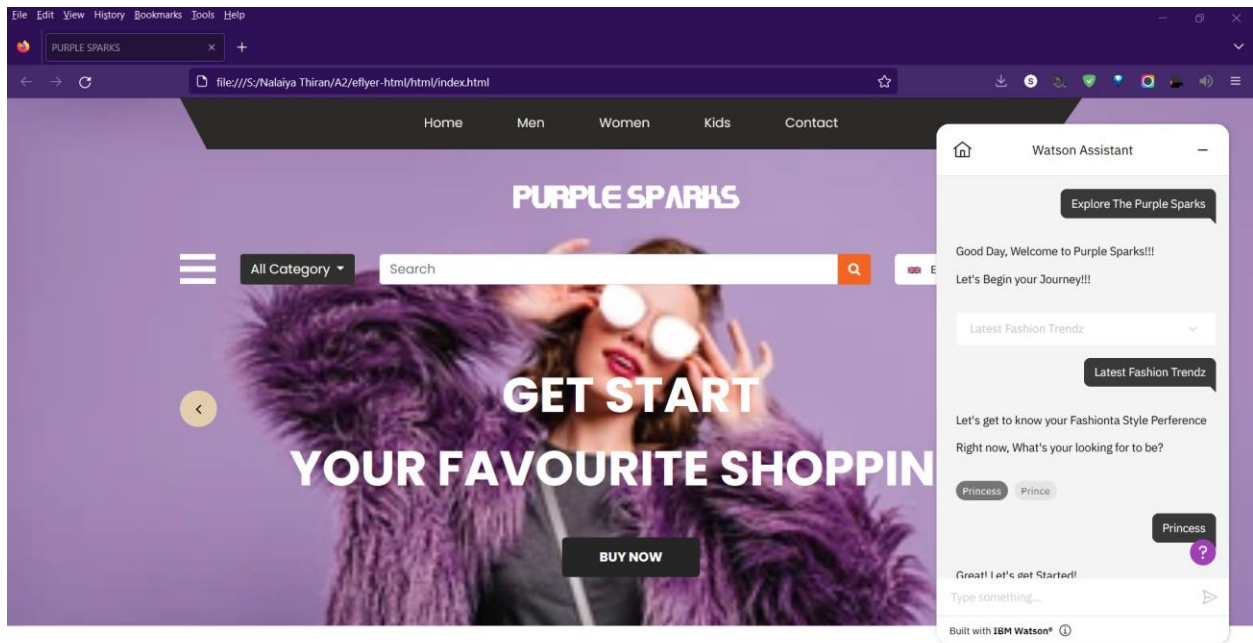 File Edit View History Bookmarks Tools Help
PURPLE SPARKS
file:///S:/Nalaiya Thiran/A2/eflyer-html/html/index.html
Home Men Women Kids Contact
PURPLE SPARKS
All Category
Search
E
GET START
YOUR FAVOURITE SHOPPIN
BUY NOW
Watson Assistant
Explore The Purple Sparks
Good Day, Welcome to Purple Sparks!!!
Let's Begin your Journey!!!
Latest Fashion Trendz
Latest Fashion Trendz
Let's get to know your Fashionta Style Perference
Right now, What's your looking for to be?
Princess Prince
Princess
?
Great! Let's get Started!
Type something...
Built with IBM Watson®